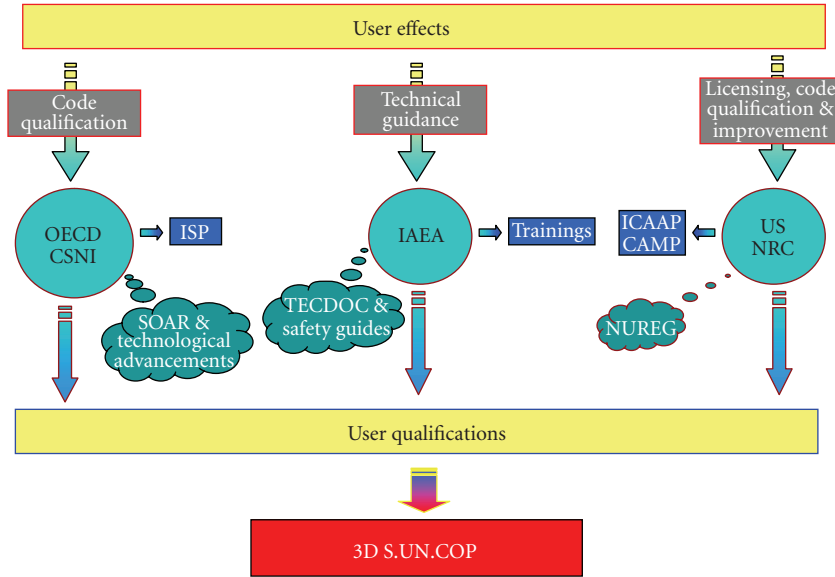 User effects
Code
qualification
Technical
guidance
Licensing, code
qualification &
improvement
OECD
CSNI
ISP
IAEA
Trainings
ICAAP
CAMP
US
NRC
SOAR &
technological
advancements
TECDOC &
safety guides
NUREG
User qualifications
3D S.UN.COP